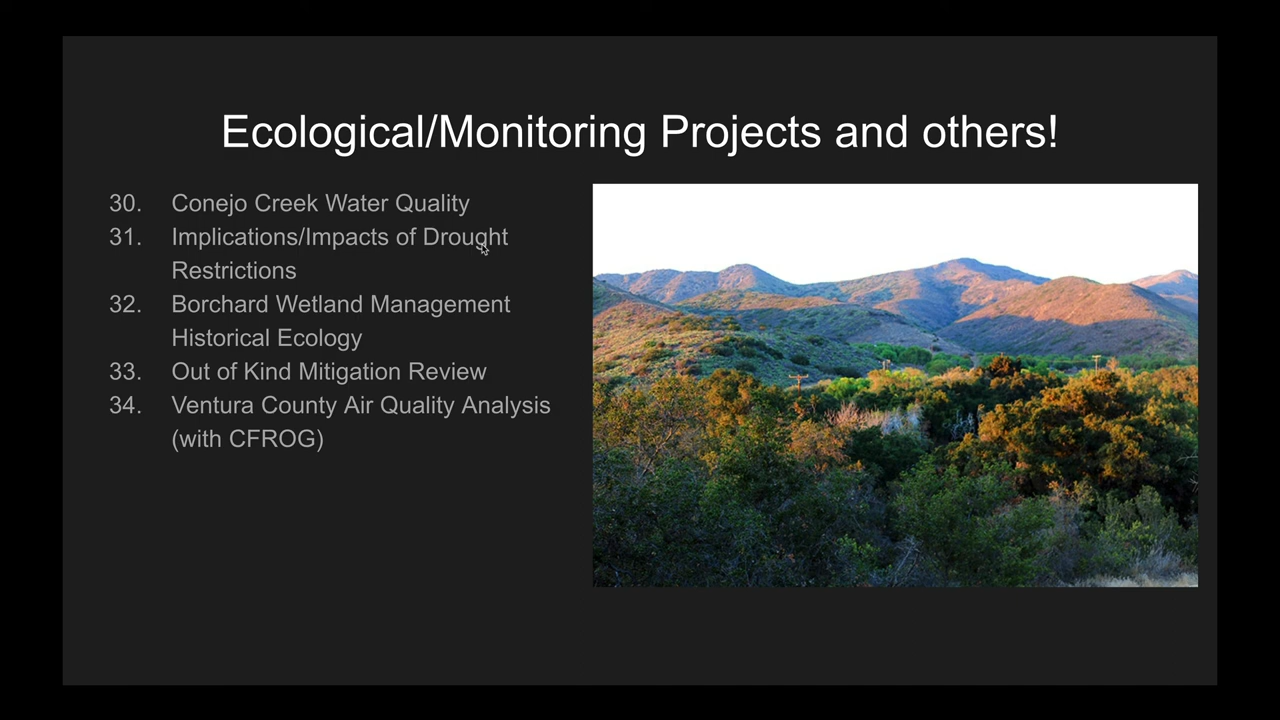 Ecological/Monitoring Projects and others!
30. Conejo Creek Water Quality
31. Implications/Impacts of Drought
Restrictions
32. Borchard Wetland Management
Historical Ecology
33. Out of Kind Mitigation Review
34. Ventura County Air Quality Analysis
(with CFROG)